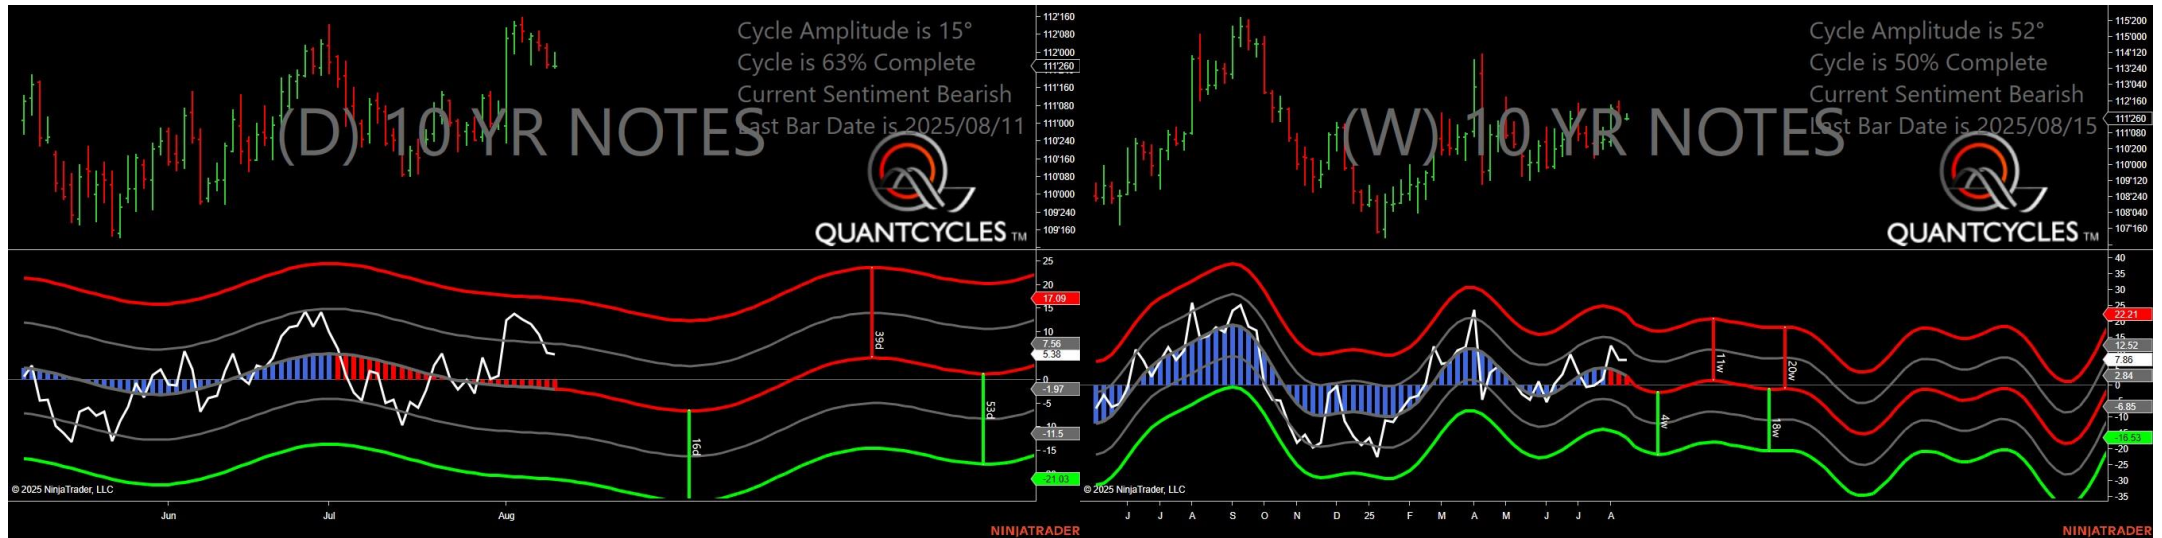 Cycle Amplitude is 15°
Cycle is 63% Complete
Current Sentiment Bearish
Last Bar Date is 2025/08/11
(D) 10 YR NOTES
QUANTCYCLES TM
112'160
112'080
112'000
111'260
111'160
111'080
111'000
110'240
110'160
110'080
110'000
109'240
109'160
25
20
17.09
15
10
7.56
5.38
0
-1.97
-5
-11.5
-15
-21.03
39d
53d
16d
© 2025 NinjaTrader, LLC
Jun
Jul
Aug
NINJATRADER
Cycle Amplitude is 52°
Cycle is 50% Complete
Current Sentiment Bearish
Last Bar Date is 2025/08/15
(W) 10 YR NOTES
QUANTCYCLES TM
115'200
115'000
114'120
113'240
113'040
112'160
111'260
111'080
110'200
110'000
109'120
108'240
108'040
107'160
40
35
30
25
22.21
20
12.52
7.86
2.84
0
-6.85
-10
-16.53
-20
-25
-30
-35
11w
20w
4w
18w
© 2025 NinjaTrader, LLC
J
J
A
S
O
N
D
25
F
M
A
M
J
J
A
NINJATRADER